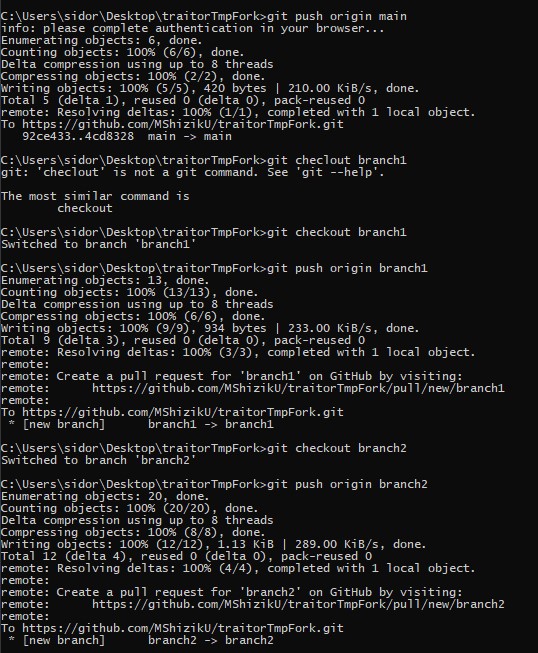 C:\Users\sidor\Desktop\traitorTmpFork>git push origin main
info: please complete authentication in your browser...
Enumerating objects: 6, done.
Counting objects: 100% (6/6), done.
Delta compression using up to 8 threads
Compressing objects: 100% (2/2), done.
Writing objects: 100% (5/5), 420 bytes | 210.00 KiB/s, done.
Total 5 (delta 1), reused 0 (delta 0), pack-reused 0
remote: Resolving deltas: 100% (1/1), completed with 1 local object.
To https://github.com/MShizikU/traitorTmpFork.git
   92ce433..4cd8328  main -> main
C:\Users\sidor\Desktop\traitorTmpFork>git checlout branch1
git: 'checlout' is not a git command. See 'git --help'.
The most similar command is
        checkout
C:\Users\sidor\Desktop\traitorTmpFork>git checkout branch1
Switched to branch 'branch1'
C:\Users\sidor\Desktop\traitorTmpFork>git push origin branch1
Enumerating objects: 13, done.
Counting objects: 100% (13/13), done.
Delta compression using up to 8 threads
Compressing objects: 100% (6/6), done.
Writing objects: 100% (9/9), 934 bytes | 233.00 KiB/s, done.
Total 9 (delta 3), reused 0 (delta 0), pack-reused 0
remote: Resolving deltas: 100% (3/3), completed with 1 local object.
remote:
remote: Create a pull request for 'branch1' on GitHub by visiting:
remote:      https://github.com/MShizikU/traitorTmpFork/pull/new/branch1
remote:
To https://github.com/MShizikU/traitorTmpFork.git
 * [new branch]      branch1 -> branch1
C:\Users\sidor\Desktop\traitorTmpFork>git checkout branch2
Switched to branch 'branch2'
C:\Users\sidor\Desktop\traitorTmpFork>git push origin branch2
Enumerating objects: 20, done.
Counting objects: 100% (20/20), done.
Delta compression using up to 8 threads
Compressing objects: 100% (8/8), done.
Writing objects: 100% (12/12), 1.13 KiB | 289.00 KiB/s, done.
Total 12 (delta 4), reused 0 (delta 0), pack-reused 0
remote: Resolving deltas: 100% (4/4), completed with 1 local object.
remote:
remote: Create a pull request for 'branch2' on GitHub by visiting:
remote:      https://github.com/MShizikU/traitorTmpFork/pull/new/branch2
remote:
To https://github.com/MShizikU/traitorTmpFork.git
 * [new branch]      branch2 -> branch2